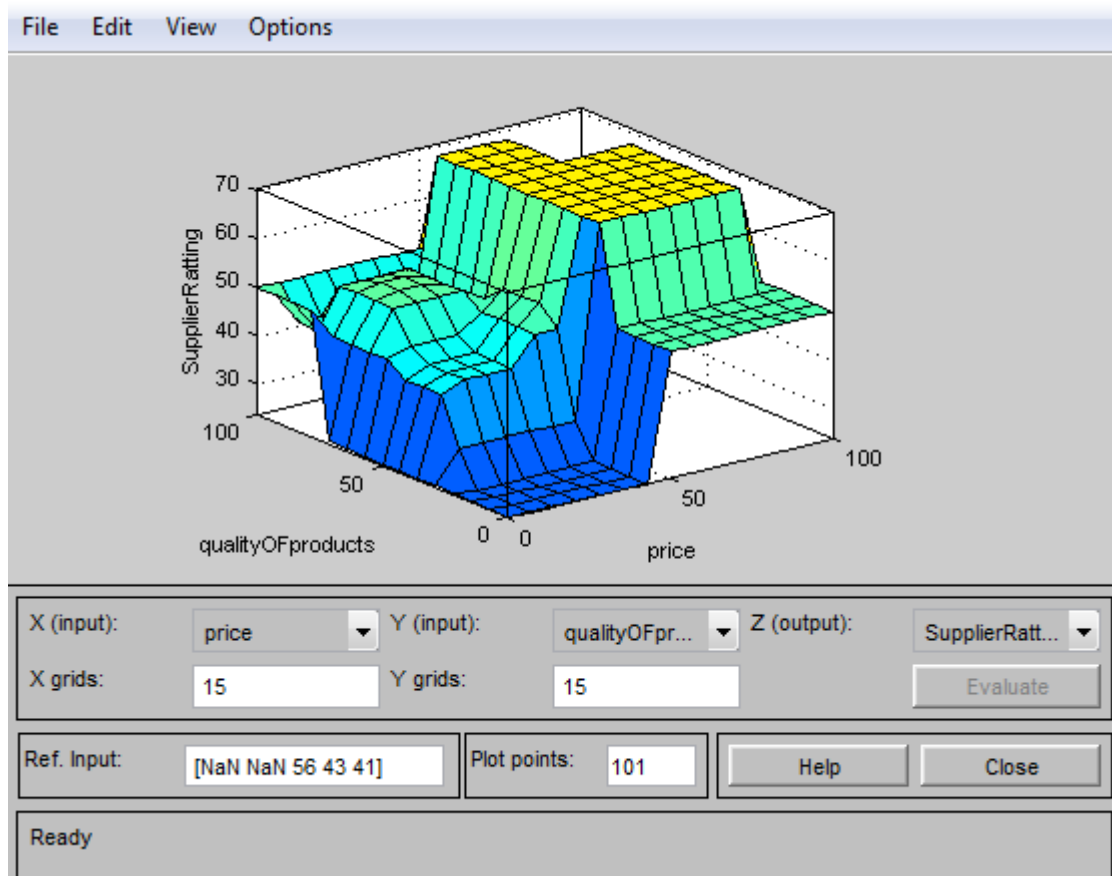 File Edit View Options
70
60
50
40
30
SupplierRatting
100
50
0
qualityOFproducts
0
50
100
price
X (input): price Y (input): qualityOFpr... Z (output): SupplierRatt...
X grids: 15 Y grids: 15 Evaluate
Ref. Input: [NaN NaN 56 43 41] Plot points: 101 Help Close
Ready